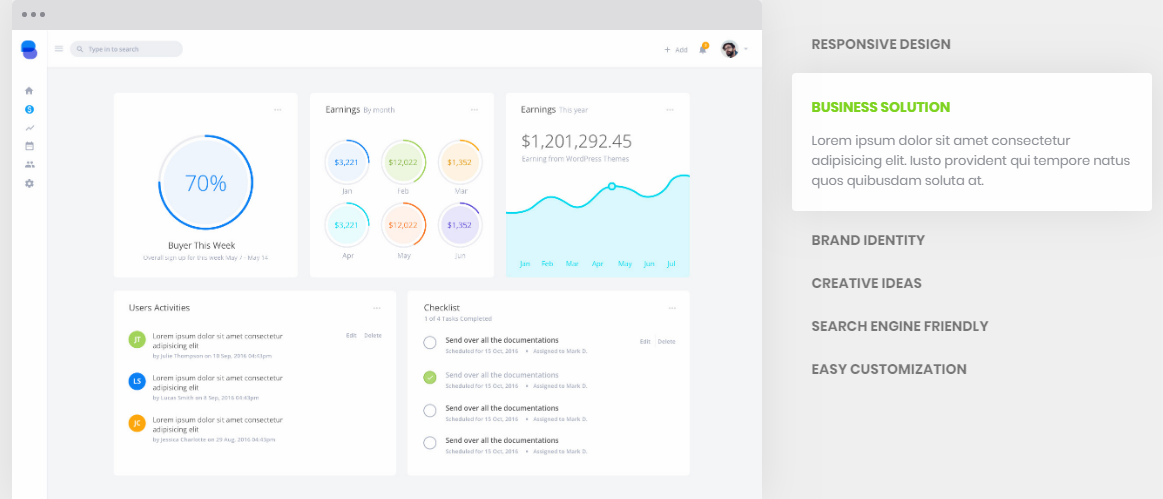 Type in to search
+ Add
70%
Buyer This Week
Overall sign up for this week May 7 - May 14
Earnings By month
$3,221
$12,022
$1,352
Jan
Feb
Mar
$3,221
$12,022
$1,352
Apr
May
Jun
Earnings This year
$1,201,292.45
Earning from WordPress Themes
Jan Feb Mar Apr May Jun Jul
Users Activities
JT
Lorem ipsum dolor sit amet consectetur
adipisicing elit
by Julie Thompson on 18 Sep, 2016 04:43pm
Edit Delete
LS
Lorem ipsum dolor sit amet consectetur
adipisicing elit
by Lucas Smith on 8 Sep, 2016 04:43pm
JC
Lorem ipsum dolor sit amet consectetur
adipisicing elit
by Jessica Charlotte on 29 Aug, 2016 04:43pm
Checklist
1 of 4 Tasks Completed
Send over all the documentations
Scheduled for 15 Oct, 2016 • Assigned to Mark D.
Edit Delete
Send over all the documentations
Scheduled for 15 Oct, 2016 • Assigned to Mark D.
Send over all the documentations
Scheduled for 15 Oct, 2016 • Assigned to Mark D.
Send over all the documentations
Scheduled for 15 Oct, 2016 • Assigned to Mark D.
RESPONSIVE DESIGN
BUSINESS SOLUTION
Lorem ipsum dolor sit amet consectetur
adipisicing elit. Iusto provident qui tempore natus
quos quibusdam soluta at.
BRAND IDENTITY
CREATIVE IDEAS
SEARCH ENGINE FRIENDLY
EASY CUSTOMIZATION